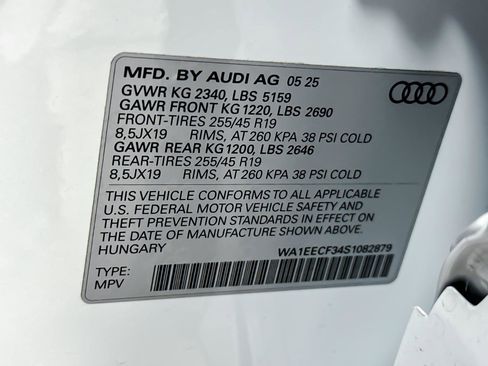 MFD. BY AUDI AG 05 25
GVWR KG 2340, LBS 5159
GAWR FRONT KG 1220, LBS 2690
FRONT-TIRES 255/45 R19
8,5JX19 RIMS, AT 260 KPA 38 PSI COLD
GAWR REAR KG 1200, LBS 2646
REAR-TIRES 255/45 R19
8,5JX19 RIMS, AT 260 KPA 38 PSI COLD
THIS VEHICLE CONFORMS TO ALL APPLICABLE
U.S. FEDERAL MOTOR VEHICLE SAFETY AND
THEFT PREVENTION STANDARDS IN EFFECT ON
THE DATE OF MANUFACTURE SHOWN ABOVE.
HUNGARY WA1EECF34S1082879
TYPE:
MPV